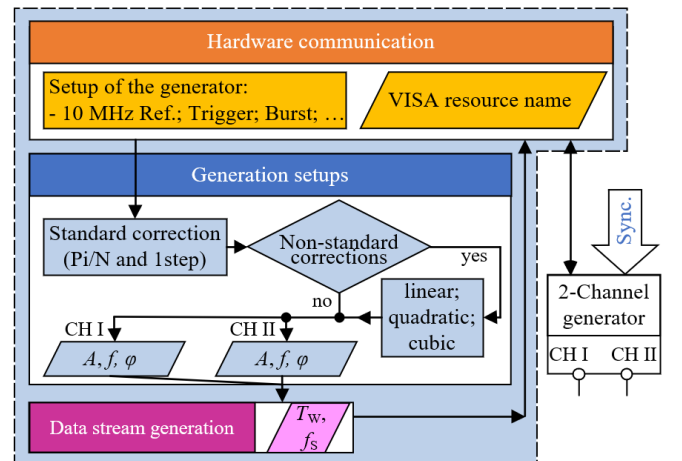 Hardware communication
Setup of the generator:
- 10 MHz Ref.; Trigger; Burst; …
VISA resource name
Generation setups
Standard correction
(Pi/N and 1step)
Non-standard
corrections
yes
no
linear;
quadratic;
cubic
CH I
A, f, φ
CH II
A, f, φ
Data stream generation
Tw,
fs
Sync.
2-Channel
generator
CH I CH II